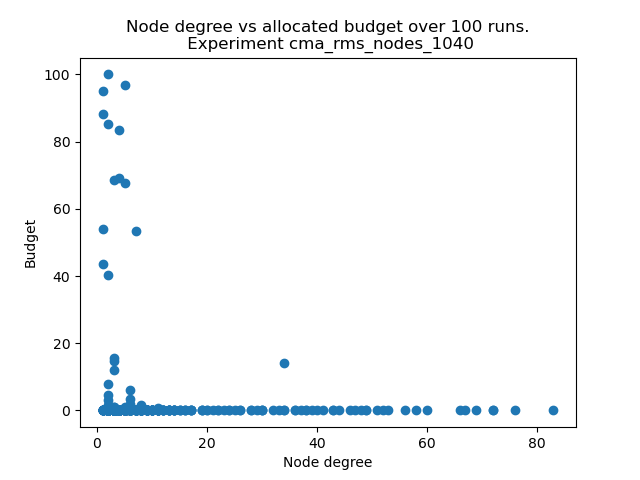 Node degree vs allocated budget over 100 runs.
Experiment cma_rms_nodes_1040
100
80
60
40
20
0
Budget
0 20 40 60 80
Node degree